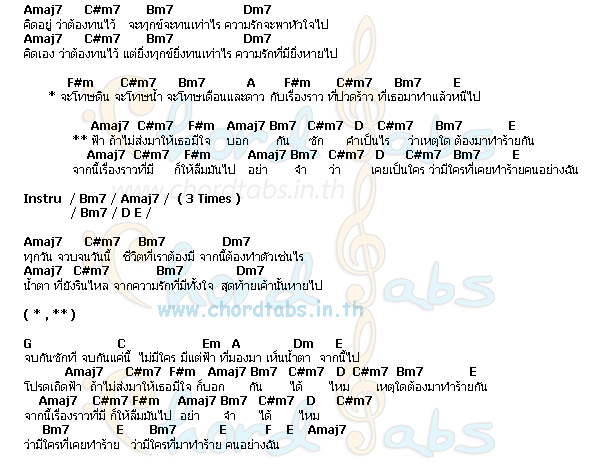 Amaj7 C#m7 Bm7 Dm7
คิดอยู่ ว่าต้องทนไว้ จะทุกข์จะทนเท่าไร ความรักจะพาหัวใจไป
Amaj7 C#m7 Bm7 Dm7
คิดเอง ว่าต้องทนไว้ แต่ยิ่งทุกข์ยิ่งทนเท่าไร ความรักที่มียิ่งหายไป
F#m C#m7 Bm7 A F#m C#m7 Bm7 E
* จะโทษดิน จะโทษน้ำ จะโทษเดือนและดาว กับเรื่องราว ที่ปวดร้าว ที่เธอมาทำแล้วหนีไป
Amaj7 C#m7 F#m Amaj7 Bm7 C#m7 D C#m7 Bm7 E
** ฟ้า ถ้าไม่ส่งมาให้เธอมีใจ บอก กัน ซัก คำเป็นไร ว่าเหตุใด ต้องมาทำร้ายกัน
Amaj7 C#m7 F#m Amaj7 Bm7 C#m7 D C#m7 Bm7 E
จากนี้เรื่องราวที่มี ก็ให้ลืมมันไป อย่า จำ ว่า เคยเป็นใคร ว่ามีใครที่เคยทำร้ายคนอย่างฉัน
www.chordtabs.in.th
Instru / Bm7 / Amaj7 / ( 3 Times )
/ Bm7 / D E /
Amaj7 C#m7 Bm7 Dm7
ทุกวัน จวบจนวันนี้ ชีวิตที่เราต้องมี จากนี้ต้องทำตัวเช่นไร
Amaj7 C#m7 Bm7 Dm7
น้ำตา ที่ยังรินไหล จากความรักที่มีทั้งใจ สุดท้ายเค้านั้นหายไป
Chord Tabs
www.chordtabs.in.th
( * , ** )
G C Em A Dm E
จบกันซักที จบกันแค่นี้ ไม่มีใคร มีแต่ฟ้า ที่มองมา เห็นน้ำตา จากนี้ไป
Amaj7 C#m7 F#m Amaj7 Bm7 C#m7 D C#m7 Bm7 E
โปรดเถิดฟ้า ถ้าไม่ส่งมาให้เธอมีใจ ก็บอก กัน ได้ ไหม เหตุใดต้องมาทำร้ายกัน
Amaj7 C#m7 F#m Amaj7 Bm7 C#m7 D C#m7
จากนี้เรื่องราวที่มี ก็ให้ลืมมันไป อย่า จำ ได้ ไหม
Bm7 E Bm7 E F E Amaj7
ว่ามีใครที่เคยทำร้าย ว่ามีใครที่มาทำร้าย คนอย่างฉัน
Chord Tabs